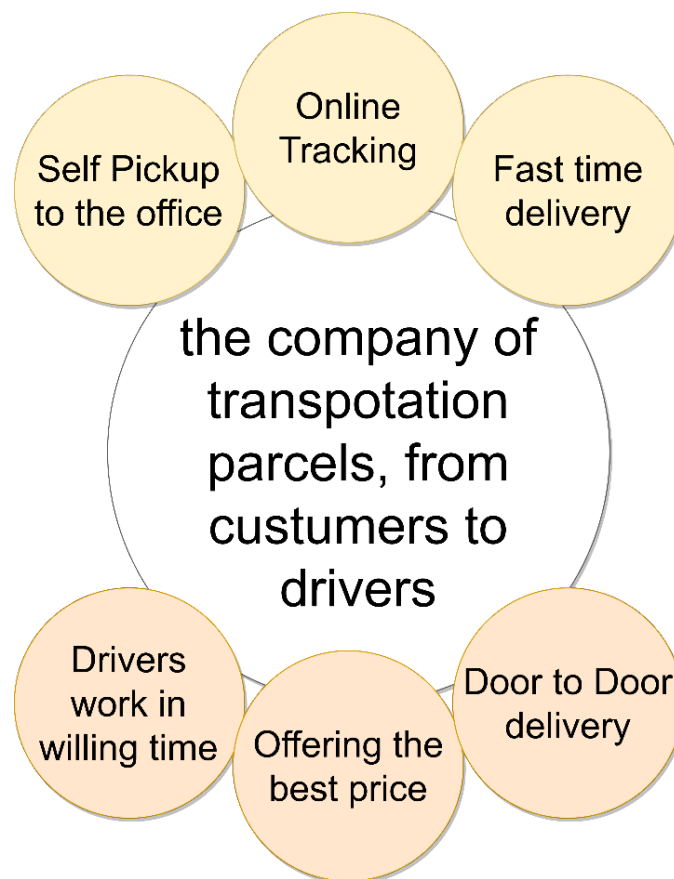 Online
Tracking
Self Pickup
to the office
Fast time
delivery
the company of
transpotation
parcels, from
custumers to
drivers
Drivers
work in
willing time
Offering the
best price
Door to Door
delivery